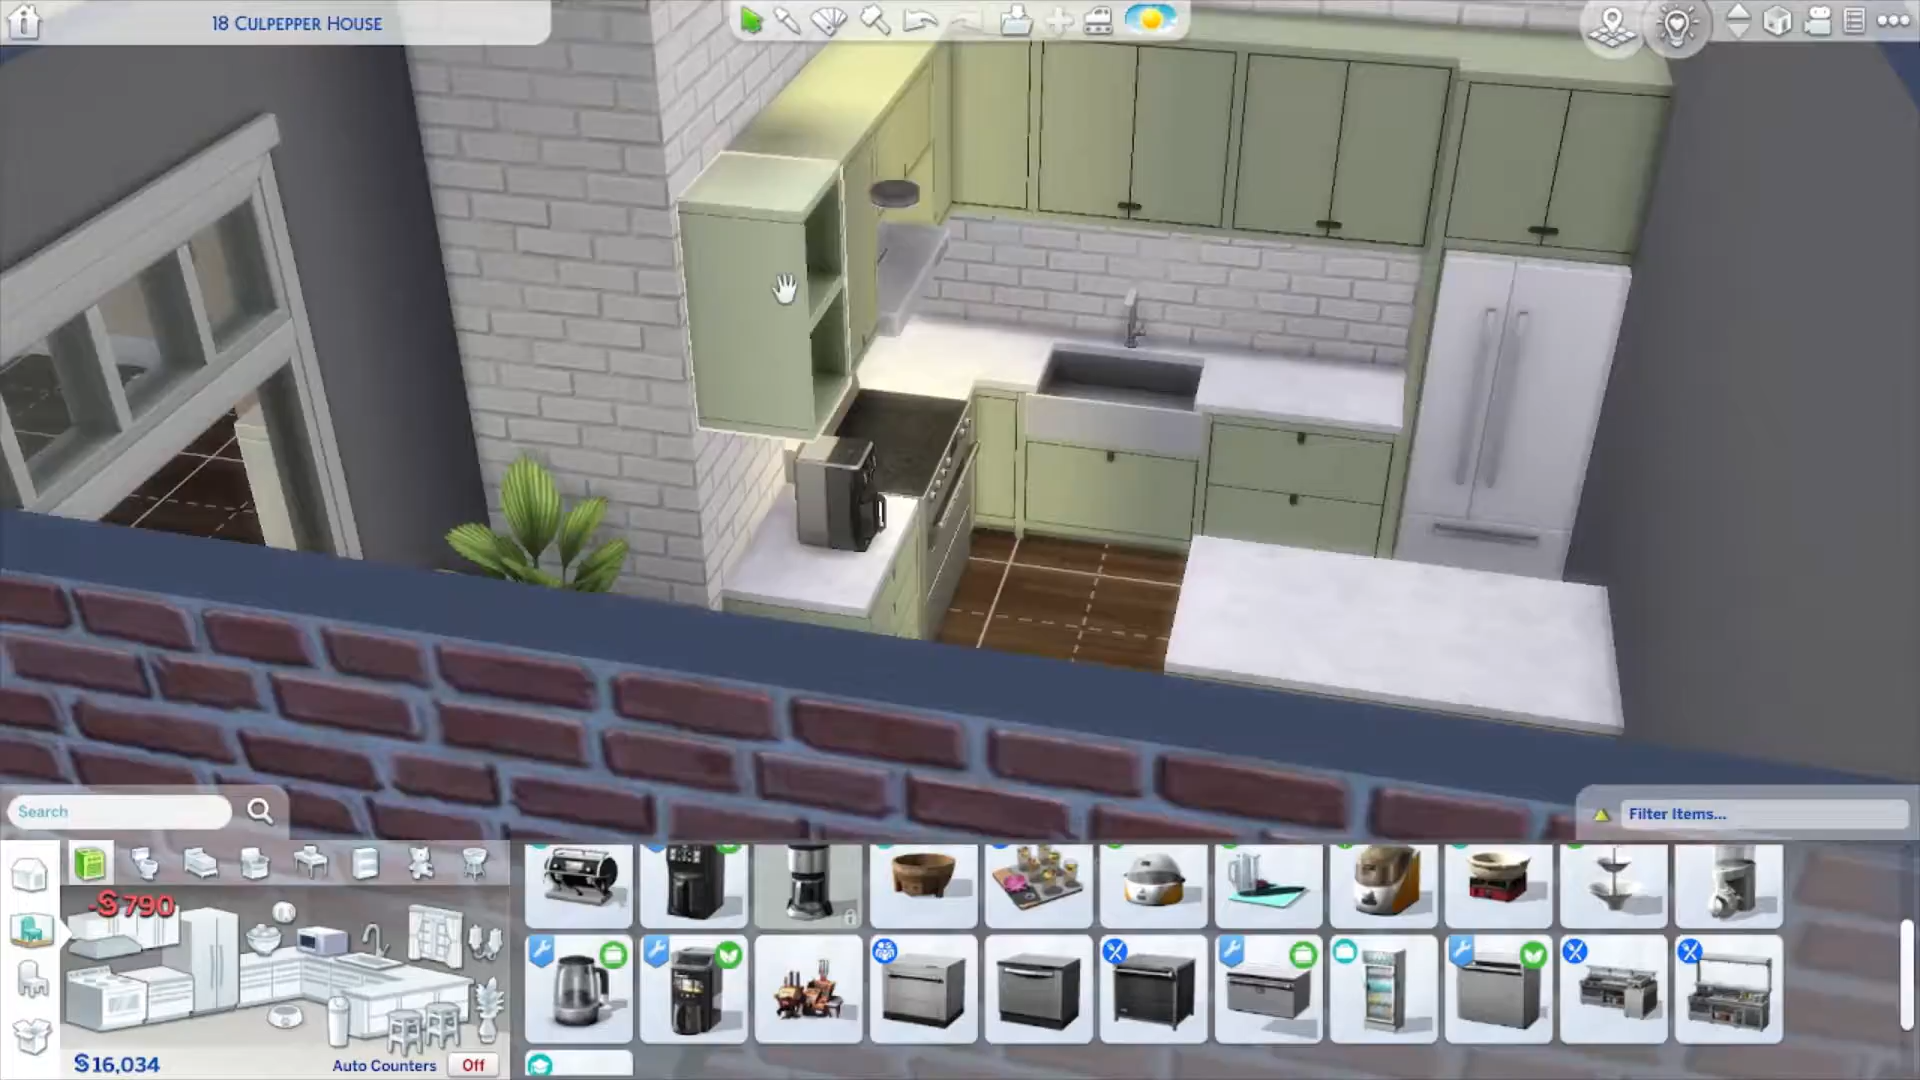 18 CULPEPPER HOUSE
Search
Filter Items...
-§790
§16,034
Auto Counters
Off